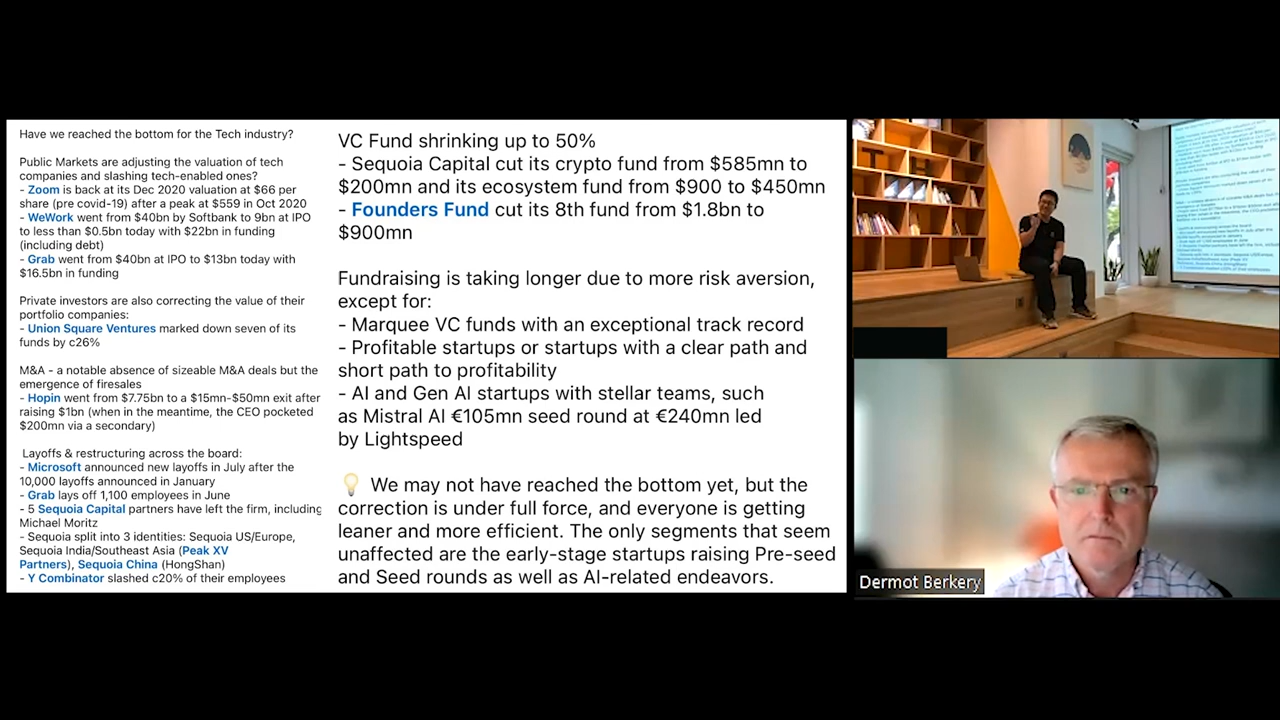 Have we reached the bottom for the Tech industry?
Public Markets are adjusting the valuation of tech
companies and slashing tech-enabled ones?
- Zoom is back at its Dec 2020 valuation at $66 per
share (pre covid-19) after a peak at $559 in Oct 2020
- WeWork went from $40bn by Softbank to 9bn at IPO
to less than $0.5bn today with $22bn in funding
(including debt)
- Grab went from $40bn at IPO to $13bn today with
$16.5bn in funding
Private investors are also correcting the value of their
portfolio companies:
- Union Square Ventures marked down seven of its
funds by c26%
M&A - a notable absence of sizeable M&A deals but the
emergence of firesales
- Hopin went from $7.75bn to a $15mn-$50mn exit after
raising $1bn (when in the meantime, the CEO pocketed
$200mn via a secondary)
Layoffs & restructuring across the board:
- Microsoft announced new layoffs in July after the
10,000 layoffs announced in January
- Grab lays off 1,100 employees in June
- 5 Sequoia Capital partners have left the firm, including
Michael Moritz
- Sequoia split into 3 identities: Sequoia US/Europe,
Sequoia India/Southeast Asia (Peak XV
Partners), Sequoia China (HongShan)
- Y Combinator slashed c20% of their employees
VC Fund shrinking up to 50%
- Sequoia Capital cut its crypto fund from $585mn to
$200mn and its ecosystem fund from $900 to $450mn
- Founders Fund cut its 8th fund from $1.8bn to
$900mn
Fundraising is taking longer due to more risk aversion,
except for:
- Marquee VC funds with an exceptional track record
- Profitable startups or startups with a clear path and
short path to profitability
- AI and Gen AI startups with stellar teams, such
as Mistral AI €105mn seed round at €240mn led
by Lightspeed
💡 We may not have reached the bottom yet, but the
correction is under full force, and everyone is getting
leaner and more efficient. The only segments that seem
unaffected are the early-stage startups raising Pre-seed
and Seed rounds as well as AI-related endeavors.
Dermot Berkery